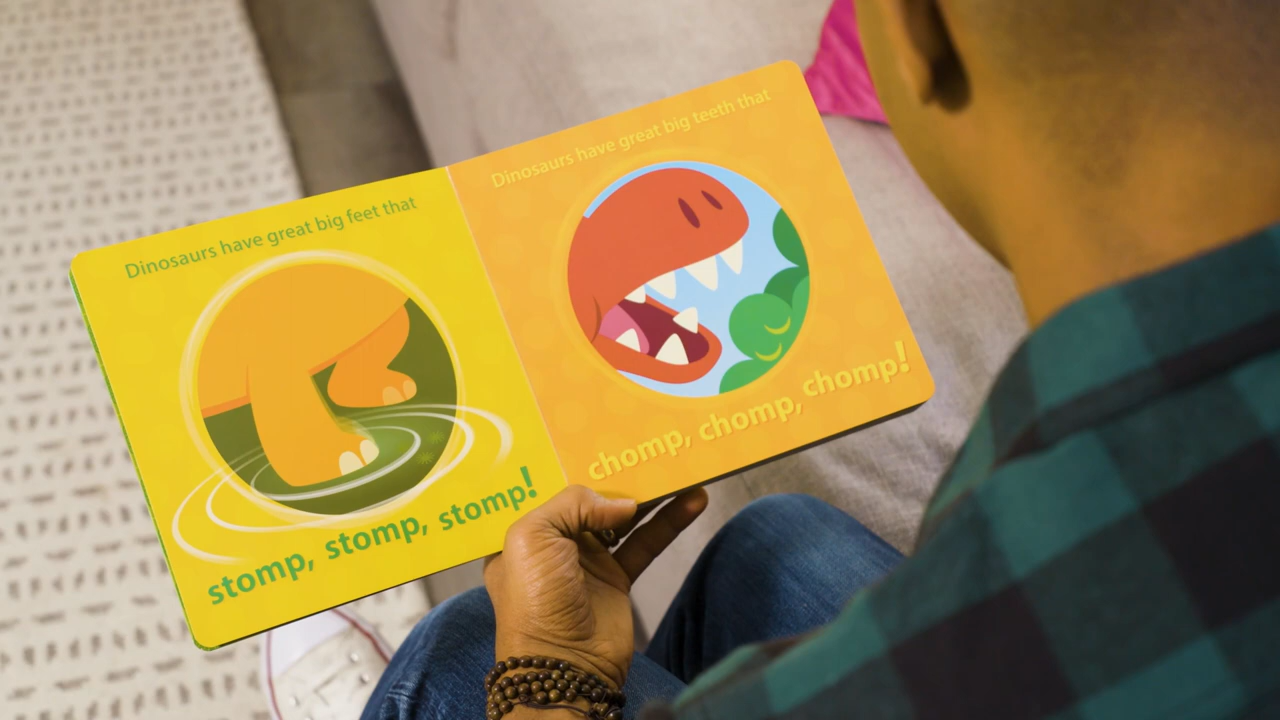 Dinosaurs have great big feet that
stomp, stomp, stomp!
Dinosaurs have great big teeth that
chomp, chomp, chomp!